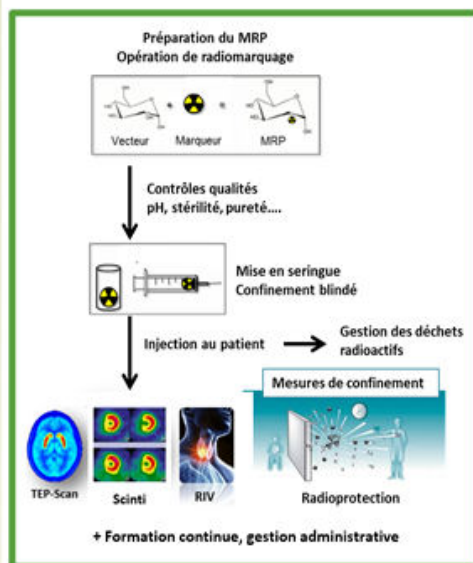 Préparation du MRP
Opération de radiomarquage
Vecteur
Marqueur
MRP
Contrôles qualités
pH, stérilité, pureté....
Mise en seringue
Confinement blindé
Injection au patient
Gestion des déchets
radioactifs
Mesures de confinement
TEP-Scan
Scinti
RIV
Radioprotection
+ Formation continue, gestion administrative